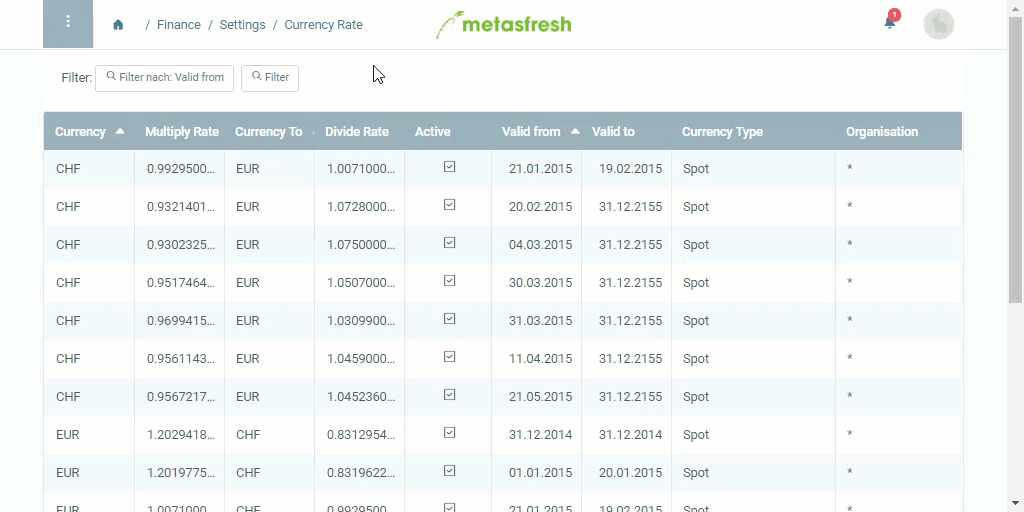 / Finance / Settings / Currency Rate
metasfresh
1
Filter: Filter nach: Valid from Filter
Currency Multiply Rate Currency To Divide Rate Active Valid from Valid to Currency Type Organisation
CHF 0.9929500... EUR 1.0071000... 21.01.2015 19.02.2015 Spot *
CHF 0.9321401... EUR 1.0728000... 20.02.2015 31.12.2155 Spot *
CHF 0.9302325... EUR 1.0750000... 04.03.2015 31.12.2155 Spot *
CHF 0.9517464... EUR 1.0507000... 30.03.2015 31.12.2155 Spot *
CHF 0.9699415... EUR 1.0309900... 31.03.2015 31.12.2155 Spot *
CHF 0.9561143... EUR 1.0459000... 11.04.2015 31.12.2155 Spot *
CHF 0.9567217... EUR 1.0452360... 21.05.2015 31.12.2155 Spot *
EUR 1.2029418... CHF 0.8312954... 31.12.2014 31.12.2014 Spot *
EUR 1.2019775... CHF 0.8319622... 01.01.2015 20.01.2015 Spot *
EUR 1.0071000... CHF 0.9929500... 21.01.2015 19.02.2015 Spot *